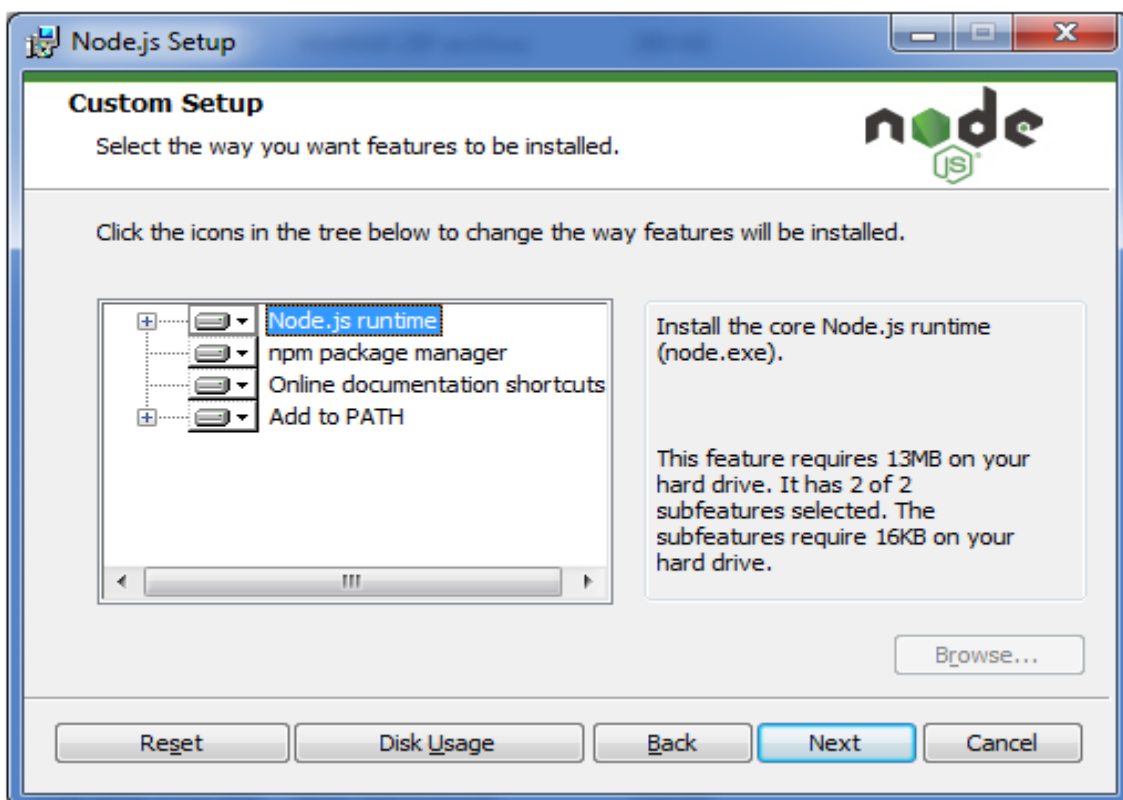 Node.js Setup
Custom Setup
Select the way you want features to be installed.
node
JS
Click the icons in the tree below to change the way features will be installed.
Node.js runtime
npm package manager
Online documentation shortcuts
Add to PATH
Install the core Node.js runtime
(node.exe).
This feature requires 13MB on your
hard drive. It has 2 of 2
subfeatures selected. The
subfeatures require 16KB on your
hard drive.
Browse...
Reset
Disk Usage
Back
Next
Cancel